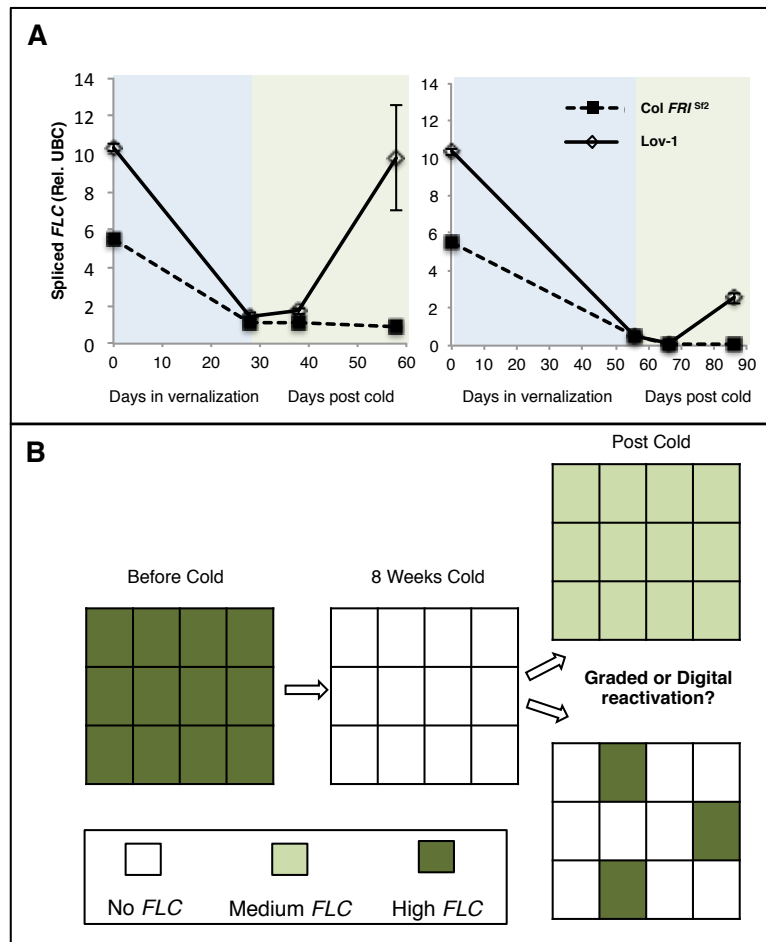 A
Spliced FLC (Rel. UBC)
14
12
10
8
6
4
2
0
0 10 20 30 40 50 60
Days in vernalization Days post cold
14
12
10
8
6
4
2
0
0 10 20 30 40 50 60 70 80 90
Days in vernalization Days post cold
Col FRI Sf2
Lov-1
B
Post Cold
Before Cold
8 Weeks Cold
Graded or Digital
reactivation?
No FLC Medium FLC High FLC